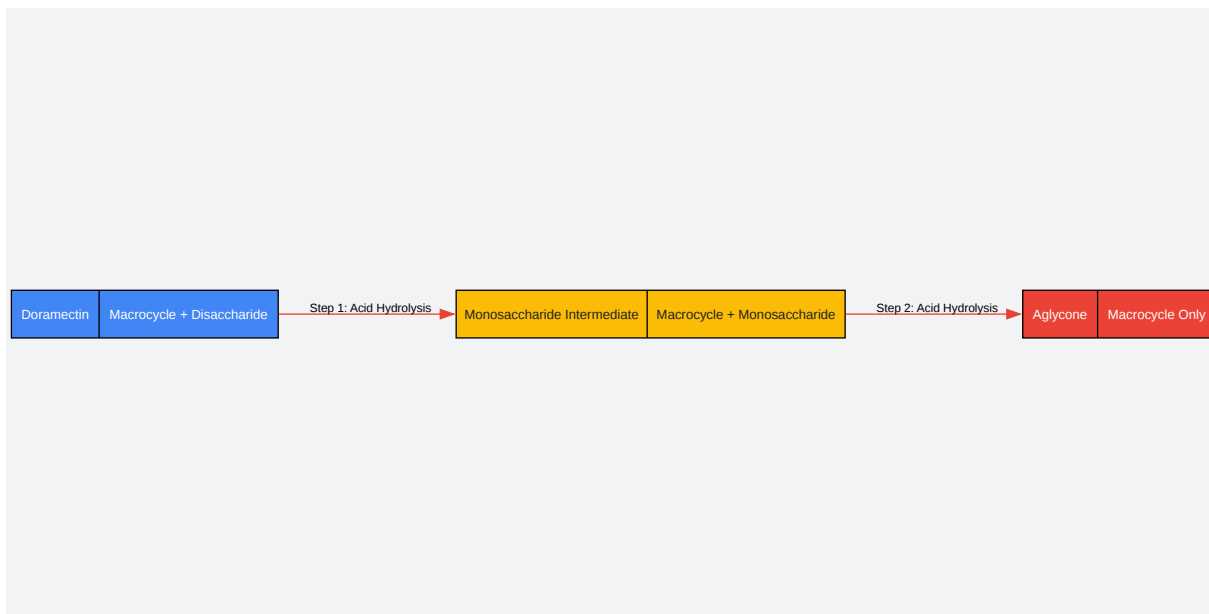 Doramectin
Macrocycle + Disaccharide
Step 1: Acid Hydrolysis
Monosaccharide Intermediate
Macrocycle + Monosaccharide
Step 2: Acid Hydrolysis
Aglycone
Macrocycle Only